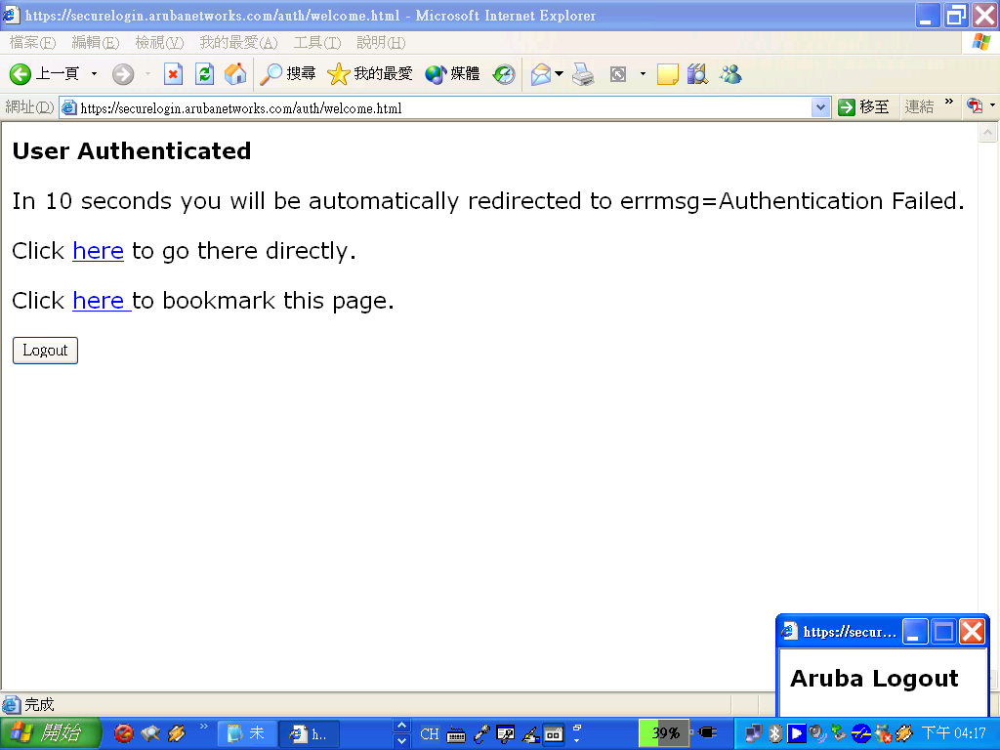 https://securelogin.arubanetworks.com/auth/welcome.html - Microsoft Internet Explorer
檔案(F) 編輯(E) 檢視(V) 我的最愛(A) 工具(T) 說明(H)
上一頁 搜尋 我的最愛 媒體
網址(D) https://securelogin.arubanetworks.com/auth/welcome.html 移至 連結 »
User Authenticated
In 10 seconds you will be automatically redirected to errmsg=Authentication Failed.
Click here to go there directly.
Click here to bookmark this page.
Logout
https://secur...
Aruba Logout
完成
開始 » 未 h.. CH 39% 下午 04:17